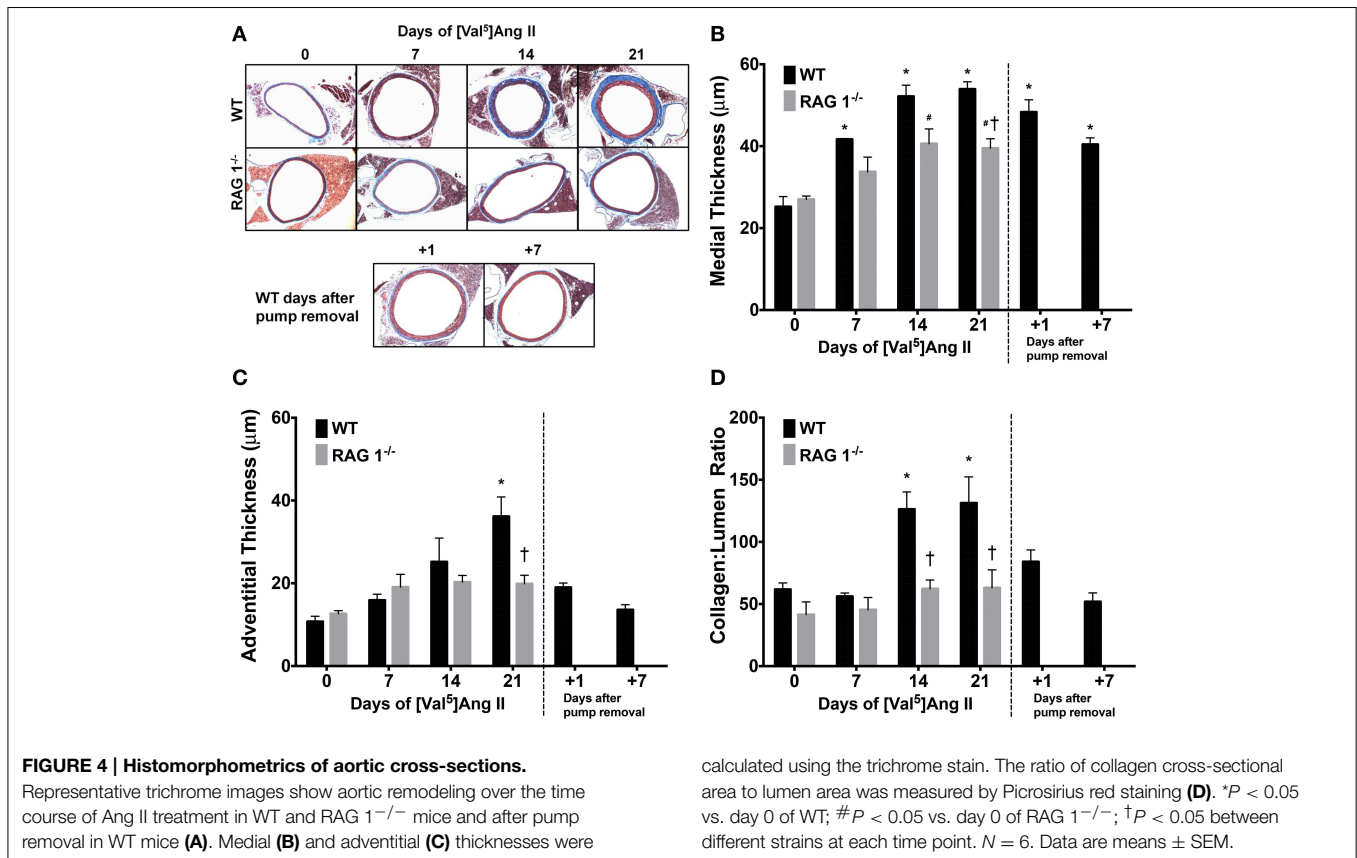 A
Days of [Val⁵]Ang II
0 7 14 21
WT
RAG 1-/-
+1 +7
WT days after
pump removal
B
WT
RAG 1-/-
Medial Thickness (μm)
60
40
20
0
*
*
#
*
#†
*
*
0 7 14 21 +1 +7
Days of [Val⁵]Ang II
Days after
pump removal
C
WT
RAG 1-/-
Adventitial Thickness (μm)
60
40
20
0
*
†
0 7 14 21 +1 +7
Days of [Val⁵]Ang II
Days after
pump removal
D
WT
RAG 1-/-
Collagen:Lumen Ratio
200
150
100
50
0
*
†
*
†
0 7 14 21 +1 +7
Days of [Val⁵]Ang II
Days after
pump removal
FIGURE 4 | Histomorphometrics of aortic cross-sections.
Representative trichrome images show aortic remodeling over the time
course of Ang II treatment in WT and RAG 1−/− mice and after pump
removal in WT mice (A). Medial (B) and adventitial (C) thicknesses were
calculated using the trichrome stain. The ratio of collagen cross-sectional
area to lumen area was measured by Picrosirius red staining (D). *P < 0.05
vs. day 0 of WT; #P < 0.05 vs. day 0 of RAG 1−/−; †P < 0.05 between
different strains at each time point. N = 6. Data are means ± SEM.